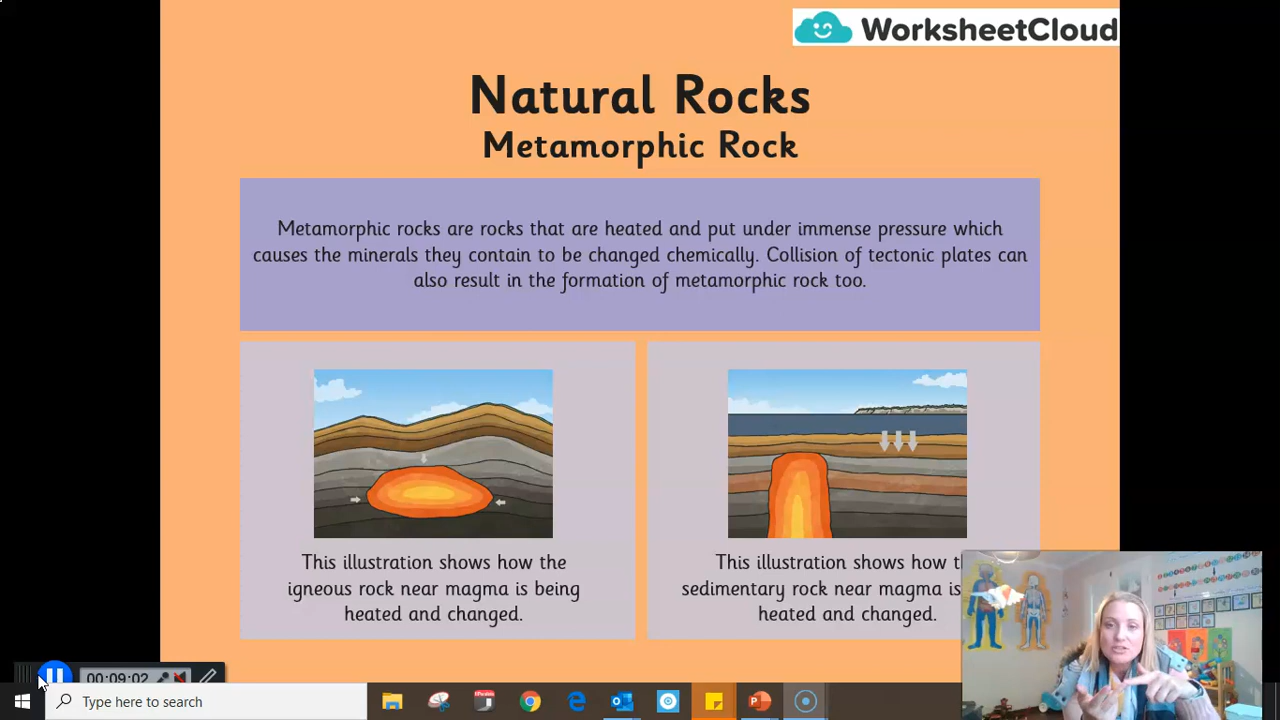 WorksheetCloud
Natural Rocks
Metamorphic Rock
Metamorphic rocks are rocks that are heated and put under immense pressure which
causes the minerals they contain to be changed chemically. Collision of tectonic plates can
also result in the formation of metamorphic rock too.
This illustration shows how the
igneous rock near magma is being
heated and changed.
This illustration shows how
sedimentary rock near magma is
heated and changed.
00:09:02
Type here to search